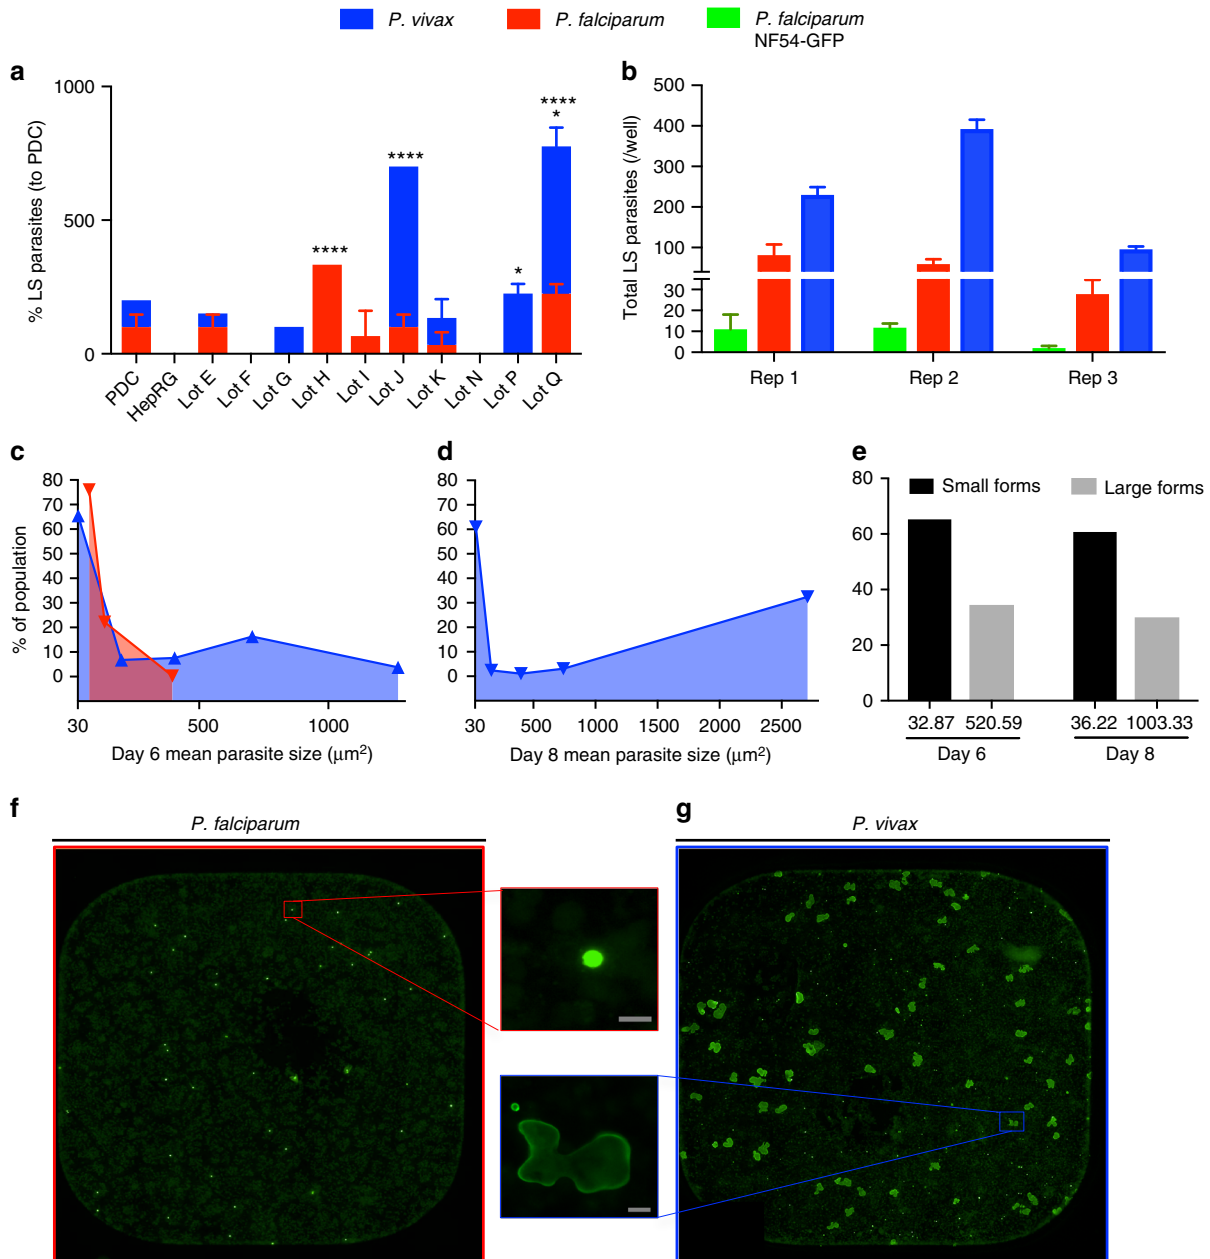 P. vivax
P. falciparum
P. falciparum
NF54-GFP
a
% LS parasites (to PDC)
1000
500
0
****
****
*
****
*
PDC
HepRG
Lot E
Lot F
Lot G
Lot H
Lot I
Lot J
Lot K
Lot N
Lot P
Lot Q
b
Total LS parasites (/well)
500
400
300
200
100
30
20
10
0
Rep 1
Rep 2
Rep 3
c
% of population
80
70
60
50
40
30
20
10
0
30
500
1000
Day 6 mean parasite size (μm²)
d
80
70
60
50
40
30
20
10
0
30
500
1000
1500
2000
2500
Day 8 mean parasite size (μm²)
e
80
60
40
20
0
Small forms
Large forms
32.87
520.59
36.22
1003.33
Day 6
Day 8
f
P. falciparum
g
P. vivax